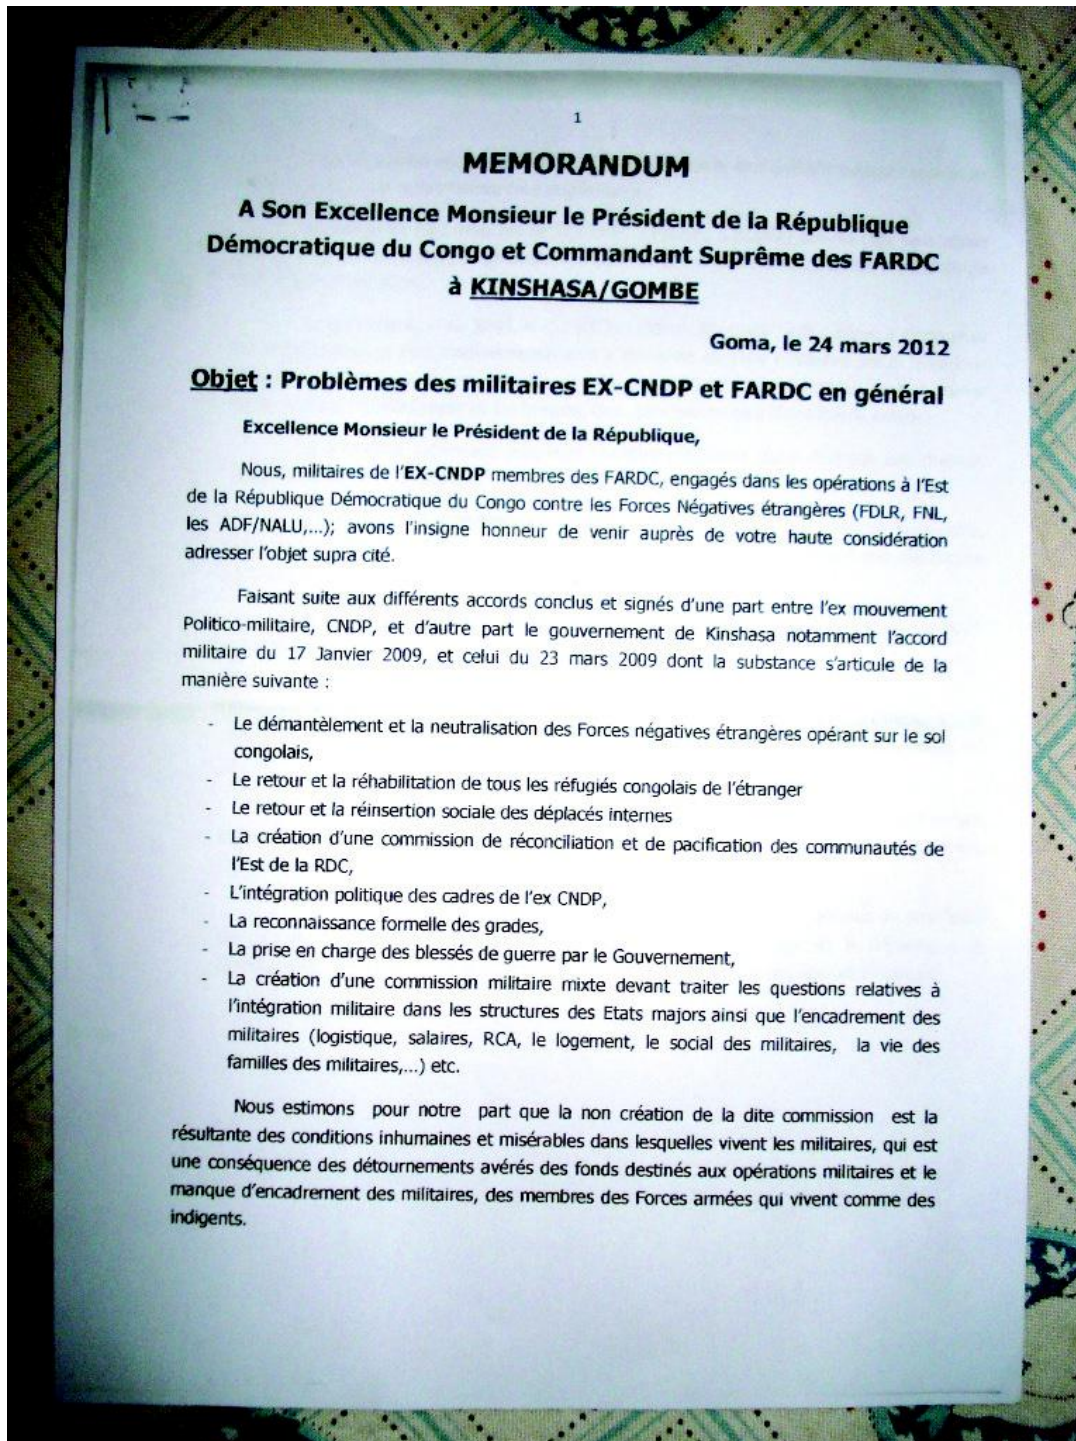 1
MEMORANDUM
A Son Excellence Monsieur le Président de la République
Démocratique du Congo et Commandant Suprême des FARDC
à KINSHASA/GOMBE
Goma, le 24 mars 2012
Objet : Problèmes des militaires EX-CNDP et FARDC en général
Excellence Monsieur le Président de la République,
Nous, militaires de l'EX-CNDP membres des FARDC, engagés dans les opérations à l'Est
de la République Démocratique du Congo contre les Forces Négatives étrangères (FDLR, FNL,
les ADF/NALU,...); avons l'insigne honneur de venir auprès de votre haute considération
adresser l'objet supra cité.
Faisant suite aux différents accords conclus et signés d'une part entre l'ex mouvement
Politico-militaire, CNDP, et d'autre part le gouvernement de Kinshasa notamment l'accord
militaire du 17 Janvier 2009, et celui du 23 mars 2009 dont la substance s'articule de la
manière suivante :
- Le démantèlement et la neutralisation des Forces négatives étrangères opérant sur le sol
congolais,
- Le retour et la réhabilitation de tous les réfugiés congolais de l'étranger
- Le retour et la réinsertion sociale des déplacés internes
- La création d'une commission de réconciliation et de pacification des communautés de
l'Est de la RDC,
- L'intégration politique des cadres de l'ex CNDP,
- La reconnaissance formelle des grades,
- La prise en charge des blessés de guerre par le Gouvernement,
- La création d'une commission militaire mixte devant traiter les questions relatives à
l'intégration militaire dans les structures des Etats majors ainsi que l'encadrement des
militaires (logistique, salaires, RCA, le logement, le social des militaires, la vie des
familles des militaires,...) etc.
Nous estimons pour notre part que la non création de la dite commission est la
résultante des conditions inhumaines et misérables dans lesquelles vivent les militaires, qui est
une conséquence des détournements avérés des fonds destinés aux opérations militaires et le
manque d'encadrement des militaires, des membres des Forces armées qui vivent comme des
indigents.